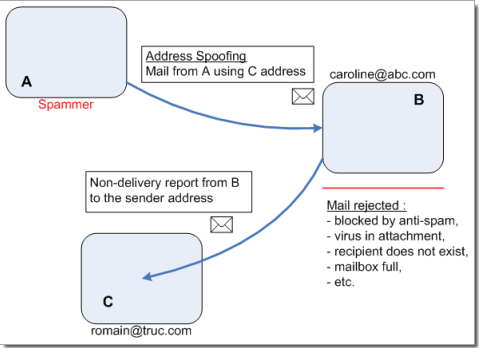 A
Spammer
Address Spoofing
Mail from A using C address
caroline@abc.com
B
Non-delivery report from B
to the sender address
Mail rejected :
- blocked by anti-spam,
- virus in attachment,
- recipient does not exist,
- mailbox full,
- etc.
C
romain@truc.com